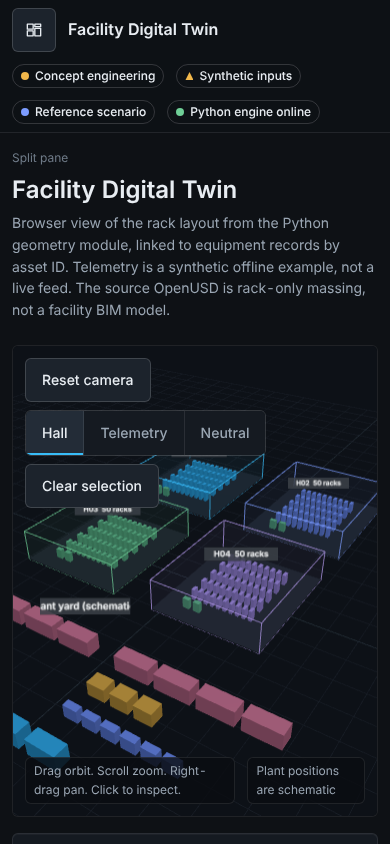 Facility Digital Twin
Concept engineering
Synthetic inputs
Reference scenario
Python engine online
Split pane
Facility Digital Twin
Browser view of the rack layout from the Python
geometry module, linked to equipment records by
asset ID. Telemetry is a synthetic offline example, not a
live feed. The source OpenUSD is rack-only massing,
not a facility BIM model.
Reset camera
Hall
Telemetry
Neutral
Clear selection
H02 50 racks
H03 50 racks
H04 50 racks
ant yard (schemati
Drag orbit. Scroll zoom. Right-
drag pan. Click to inspect.
Plant positions
are schematic